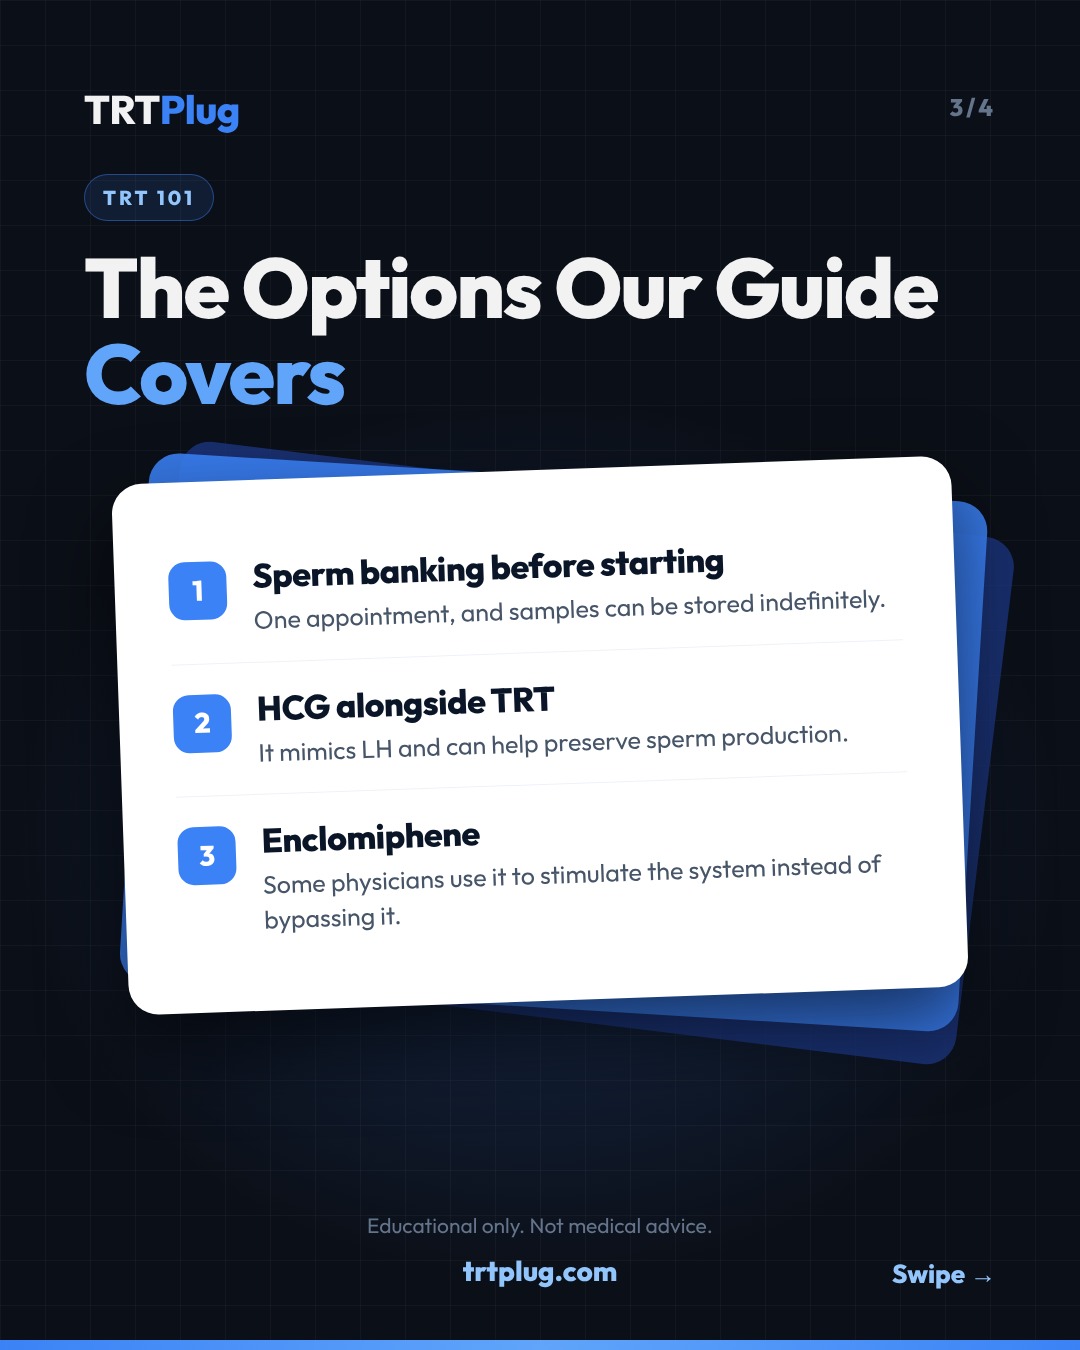 TRTPlug
3/4
TRT 101
The Options Our Guide
Covers
1
Sperm banking before starting
One appointment, and samples can be stored indefinitely.
2
HCG alongside TRT
It mimics LH and can help preserve sperm production.
3
Enclomiphene
Some physicians use it to stimulate the system instead of
bypassing it.
Educational only. Not medical advice.
trtplug.com
Swipe →